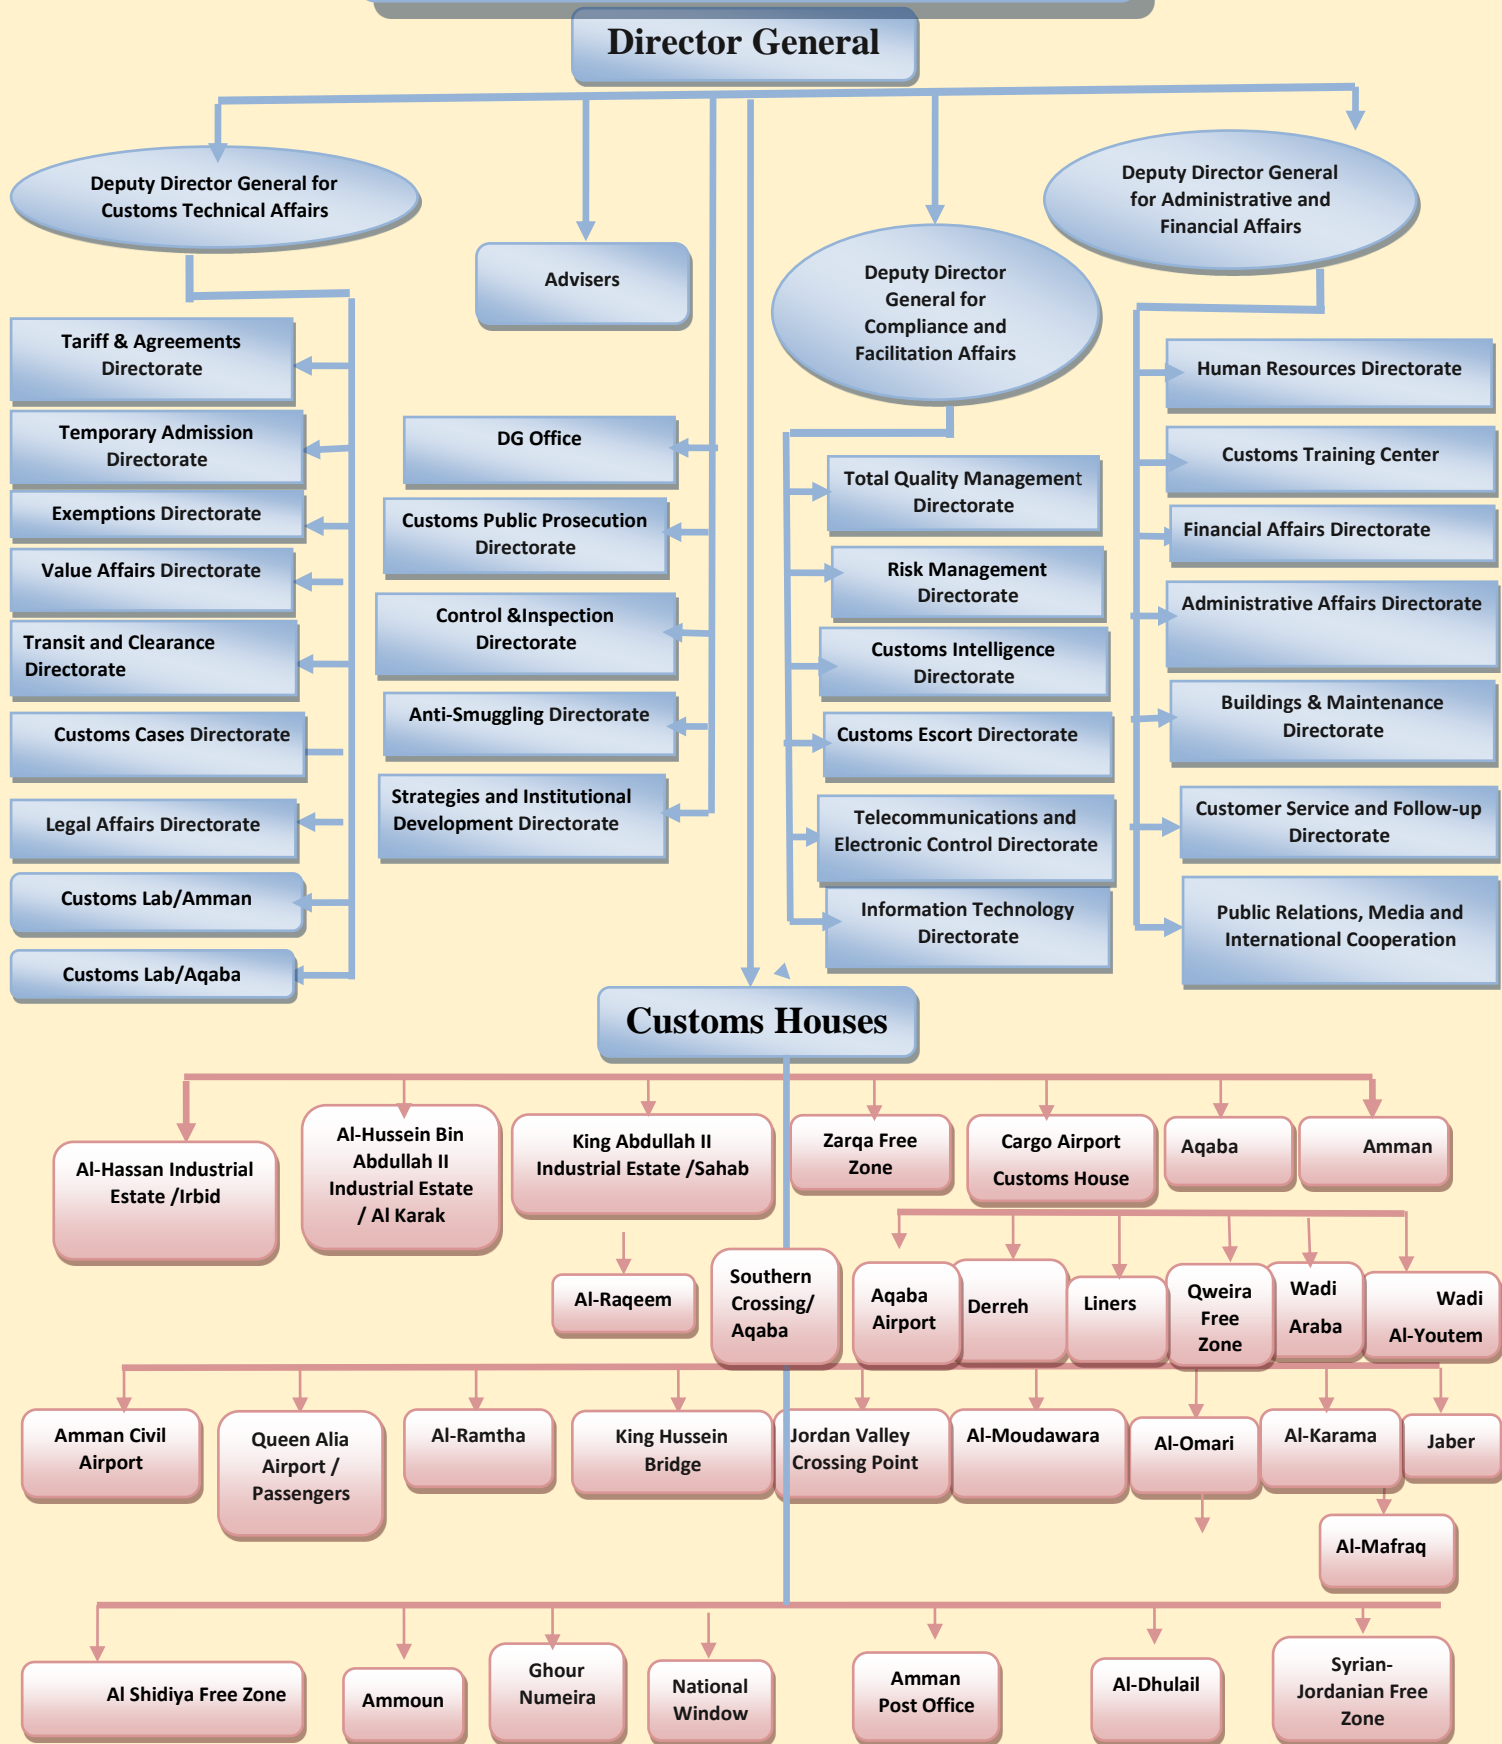 Director General
Deputy Director General for
Customs Technical Affairs
Advisers
Deputy Director
General for
Compliance and
Facilitation Affairs
Deputy Director General
for Administrative and
Financial Affairs
Tariff & Agreements
Directorate
Temporary Admission
Directorate
Exemptions Directorate
Value Affairs Directorate
Transit and Clearance
Directorate
Customs Cases Directorate
Legal Affairs Directorate
Customs Lab/Amman
Customs Lab/Aqaba
DG Office
Customs Public Prosecution
Directorate
Control &Inspection
Directorate
Anti-Smuggling Directorate
Strategies and Institutional
Development Directorate
Total Quality Management
Directorate
Risk Management
Directorate
Customs Intelligence
Directorate
Customs Escort Directorate
Telecommunications and
Electronic Control Directorate
Information Technology
Directorate
Human Resources Directorate
Customs Training Center
Financial Affairs Directorate
Administrative Affairs Directorate
Buildings & Maintenance
Directorate
Customer Service and Follow-up
Directorate
Public Relations, Media and
International Cooperation
Customs Houses
Al-Hassan Industrial
Estate /Irbid
Al-Hussein Bin
Abdullah II
Industrial Estate
/ Al Karak
King Abdullah II
Industrial Estate /Sahab
Zarqa Free
Zone
Cargo Airport
Customs House
Aqaba
Amman
Al-Raqeem
Southern
Crossing/
Aqaba
Aqaba
Airport
Derreh
Liners
Qweira
Free
Zone
Wadi
Araba
Wadi
Al-Youtem
Amman Civil
Airport
Queen Alia
Airport /
Passengers
Al-Ramtha
King Hussein
Bridge
Jordan Valley
Crossing Point
Al-Moudawara
Al-Omari
Al-Karama
Jaber
Al-Mafraq
Al Shidiya Free Zone
Ammoun
Ghour
Numeira
National
Window
Amman
Post Office
Al-Dhulail
Syrian-
Jordanian Free
Zone